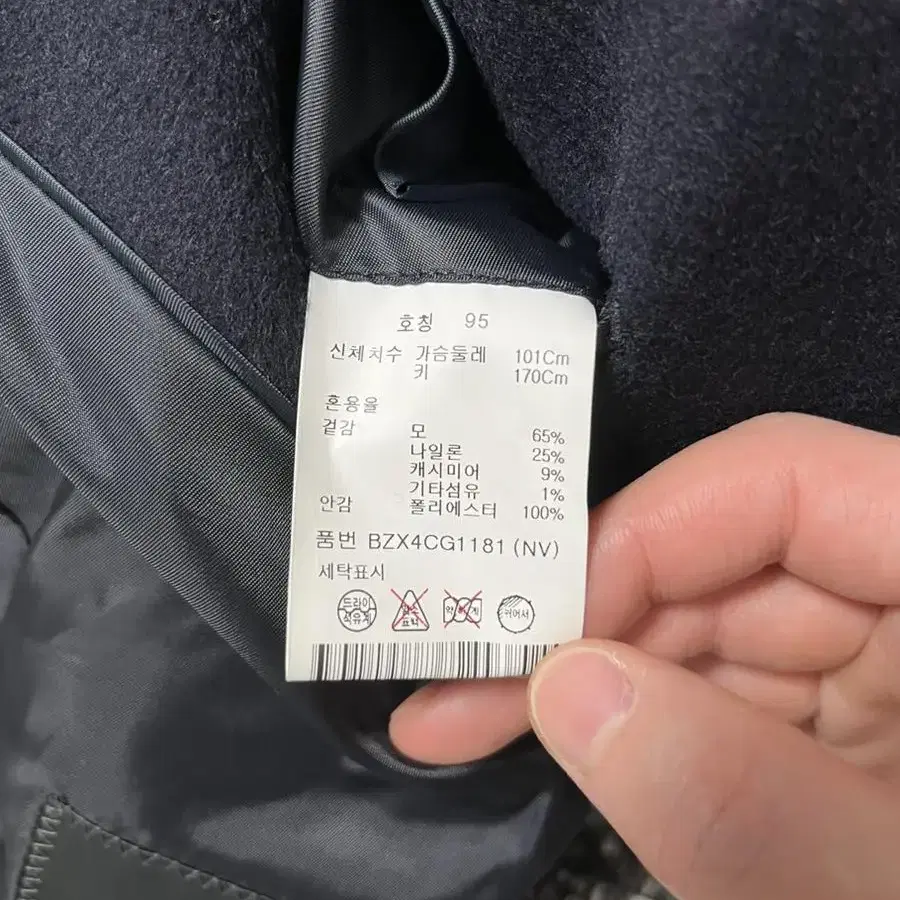 호칭 95
신체치수 가슴둘레 101Cm
키 170Cm
혼용율
겉감 모 65%
나일론 25%
캐시미어 9%
기타섬유 1%
안감 폴리에스터 100%
품번 BZX4CG1181 (NV)
세탁표시
드라이
석유계
표백
뉘어서